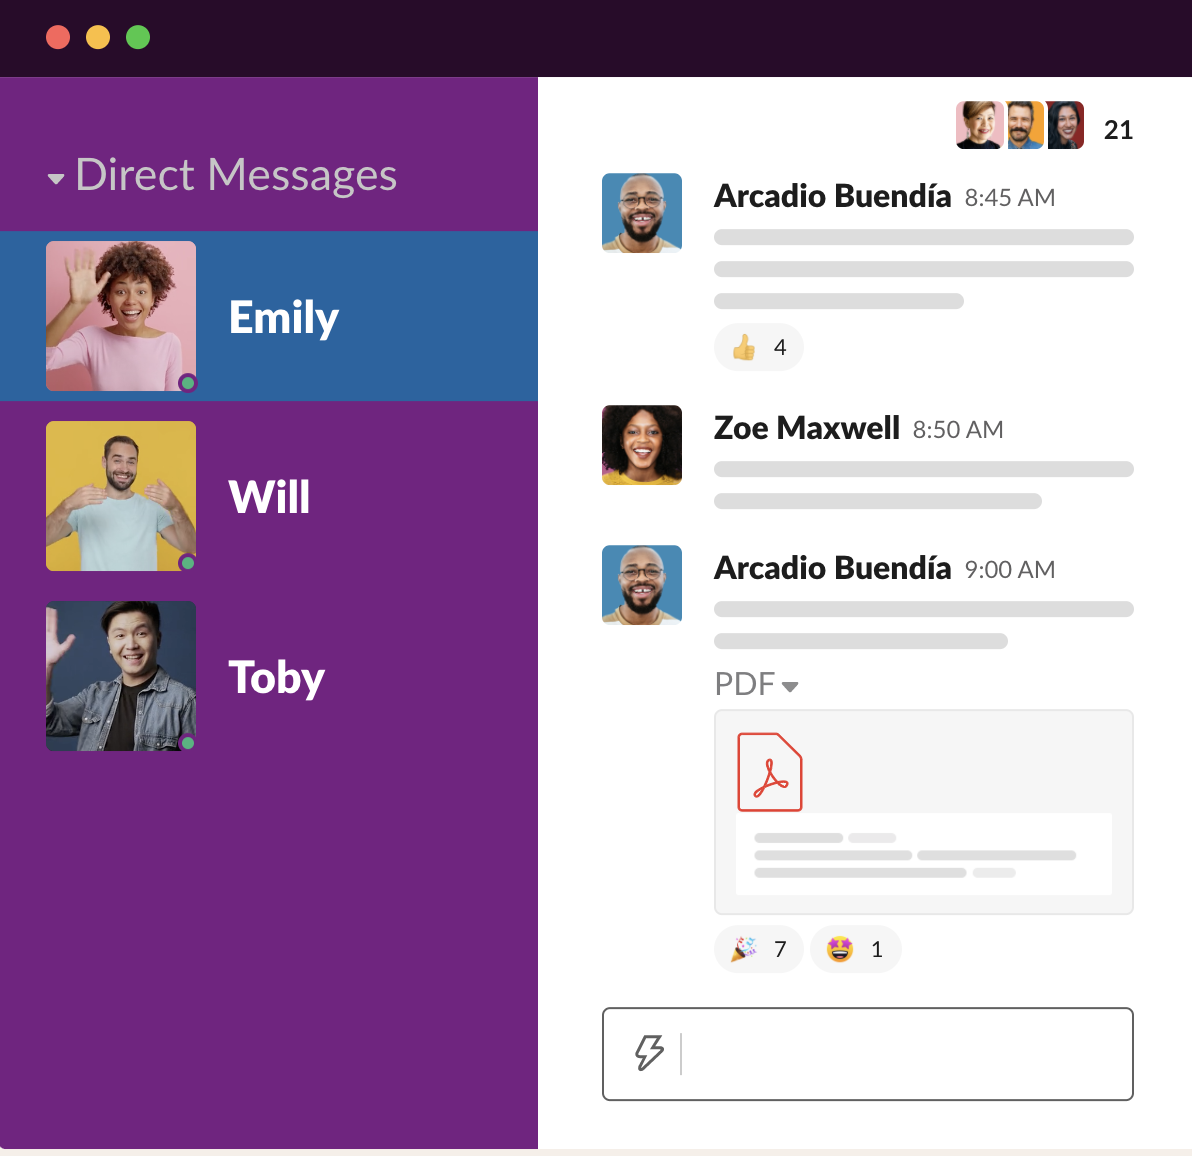 Direct Messages
Emily
Will
Toby
21
Arcadio Buendía 8:45 AM
4
Zoe Maxwell 8:50 AM
Arcadio Buendía 9:00 AM
PDF
7 1